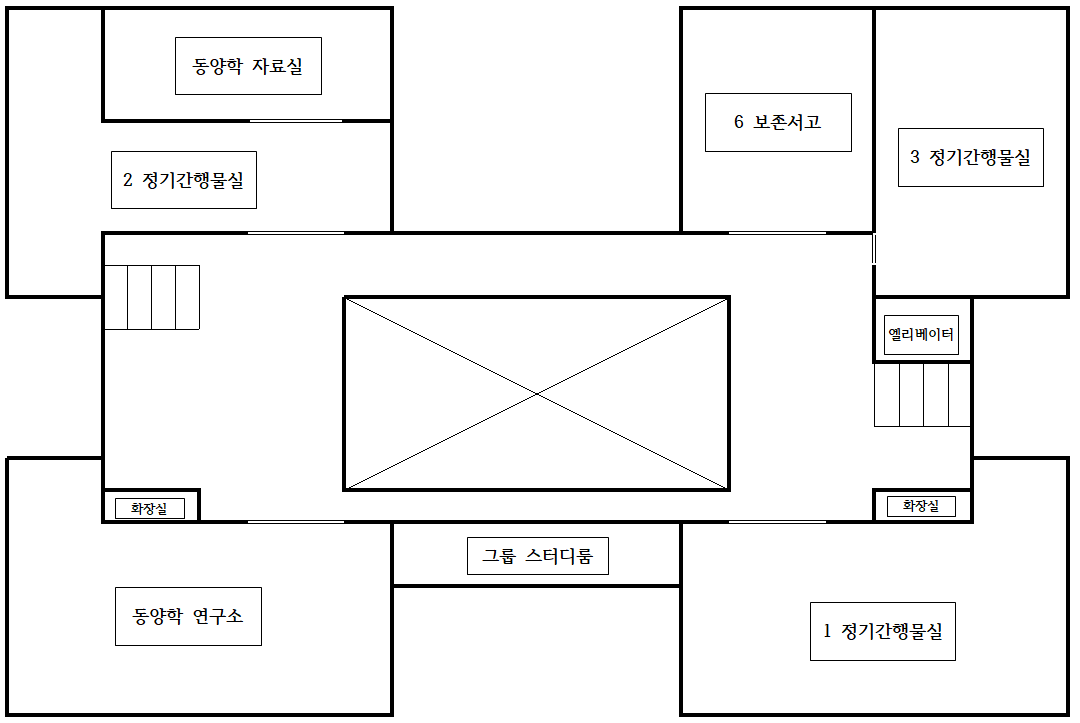 동양학 자료실
6 보존서고
3 정기간행물실
2 정기간행물실
엘리베이터
화장실
화장실
그룹 스터디룸
동양학 연구소
1 정기간행물실